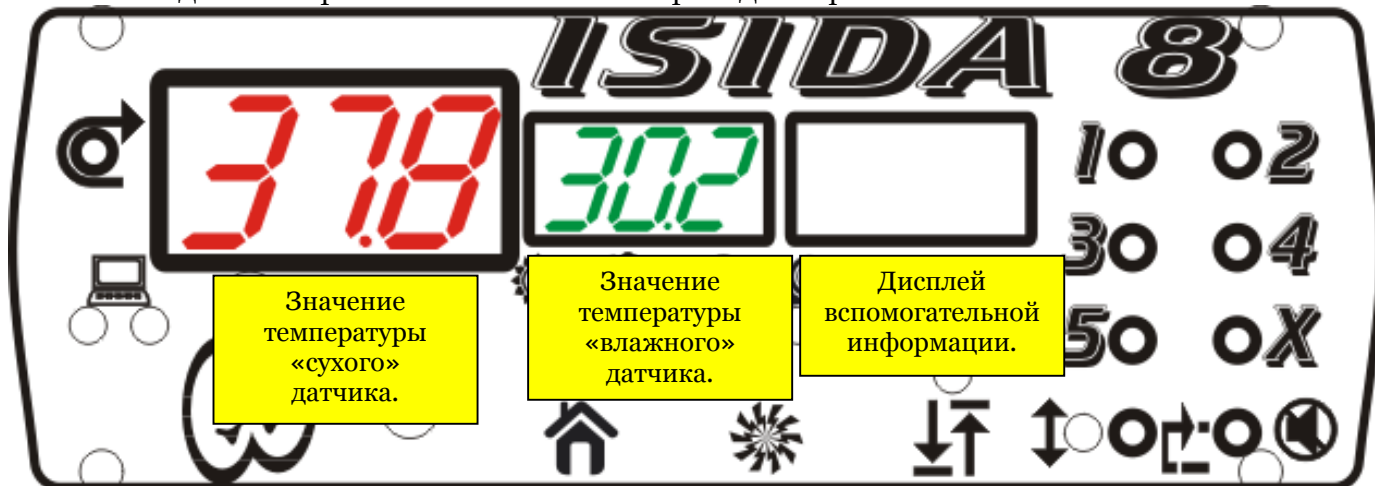 ISIDA 8
37.8
30.2
1 2
3 4
5 X
Значение
температуры
«сухого»
датчика.
Значение
температуры
«влажного»
датчика.
Дисплей
вспомогательной
информации.